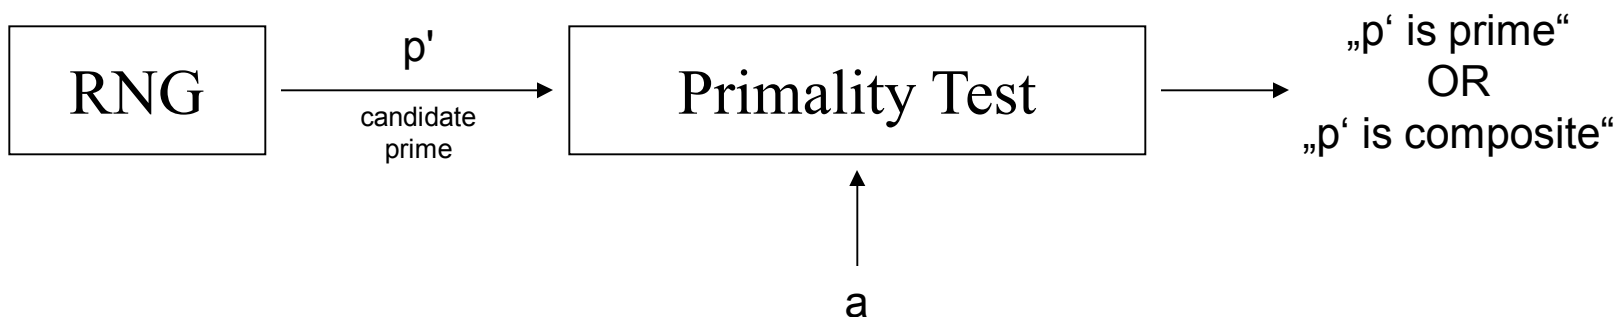 RNG
p'
candidate
prime
Primality Test
„p‘ is prime“
OR
„p‘ is composite“
a